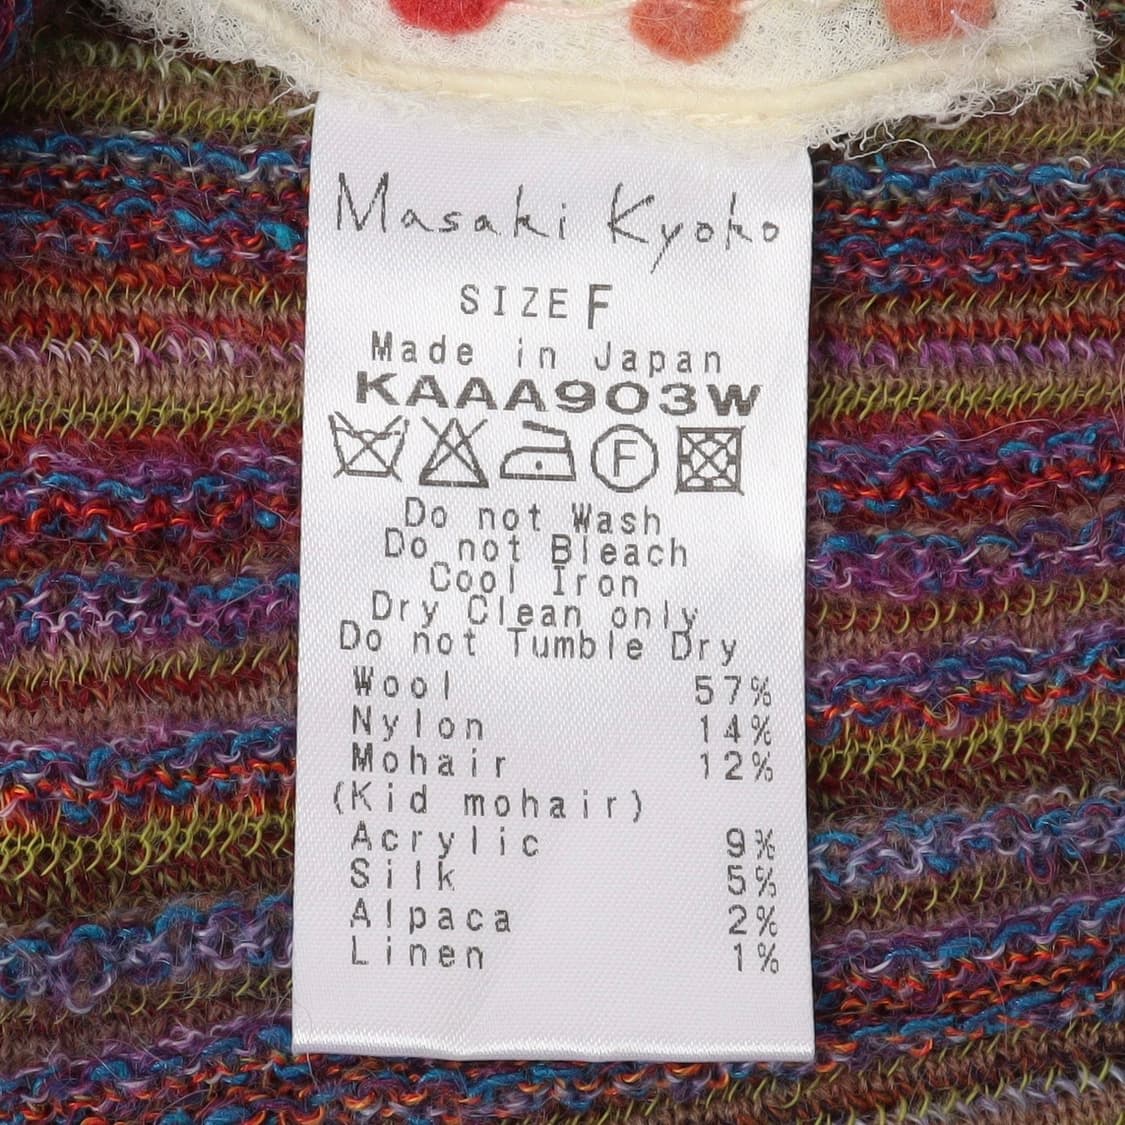 Masaki Kyoko
SIZE F
Made in Japan
KAAA903W
F
Do not Wash
Do not Bleach
Cool Iron
Dry Clean only
Do not Tumble Dry
Wool 57%
Nylon 14%
Mohair 12%
(Kid mohair)
Acrylic 9%
Silk 5%
Alpaca 2%
Linen 1%